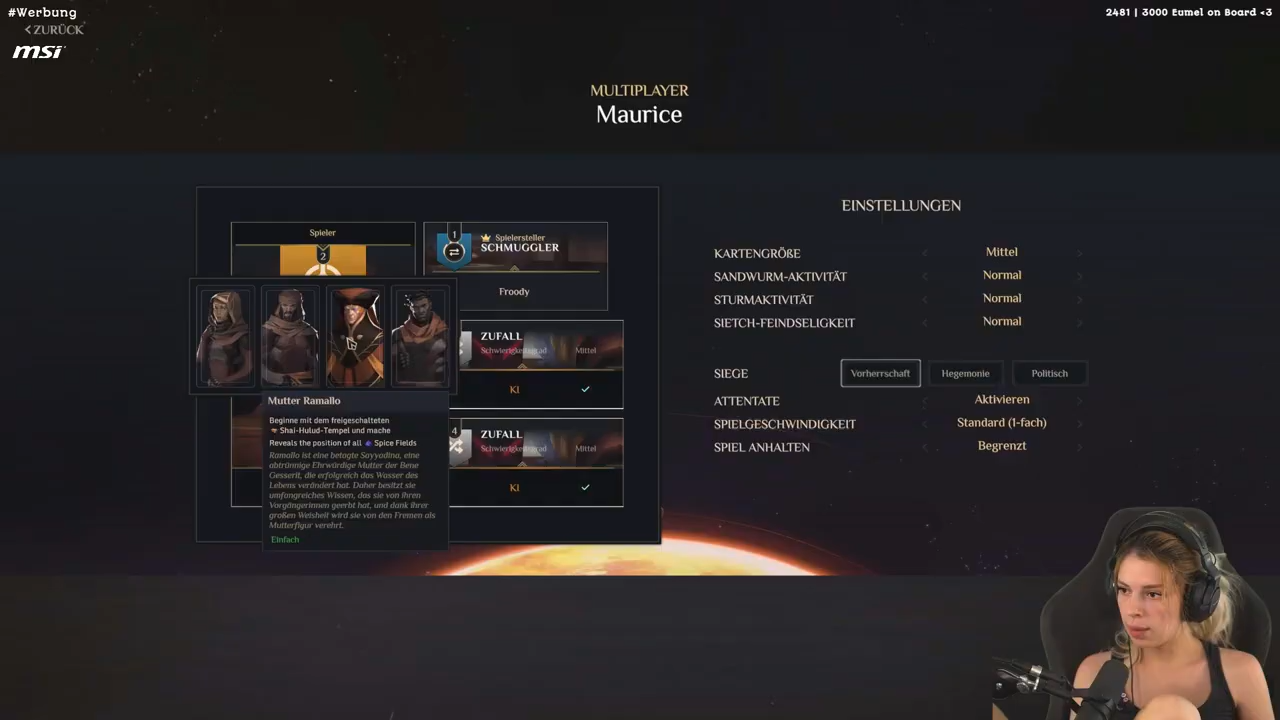 #Werbung
2481 | 3000 Eumel on Board <3
< ZURÜCK
msi
MULTIPLAYER
Maurice
Spieler
2
1
Spielersteller
SCHMUGGLER
Froody
ZUFALL
Schwierigkeitsgrad Mittel
KI
4
ZUFALL
Schwierigkeitsgrad Mittel
KI
Mutter Ramallo
Beginne mit dem freigeschalteten
Shai-Hulud-Tempel und mache
Reveals the position of all Spice Fields
Ramallo ist eine betagte Sayyodina, eine
abtrünnige Ehrwürdige Mutter der Bene
Gesserit, die erfolgreich das Wasser des
Lebens verändert hat. Daher besitzt sie
umfangreiches Wissen, das sie von ihren
Vorgängerinnen geerbt hat, und dank ihrer
großen Weisheit wird sie von den Fremen als
Mutterfigur verehrt.
Einfach
EINSTELLUNGEN
KARTENGRÖßE Mittel
SANDWURM-AKTIVITÄT Normal
STURMAKTIVITÄT Normal
SIETCH-FEINDSELIGKEIT Normal
SIEGE Vorherrschaft Hegemonie Politisch
ATTENTATE Aktivieren
SPIELGESCHWINDIGKEIT Standard (1-fach)
SPIEL ANHALTEN Begrenzt